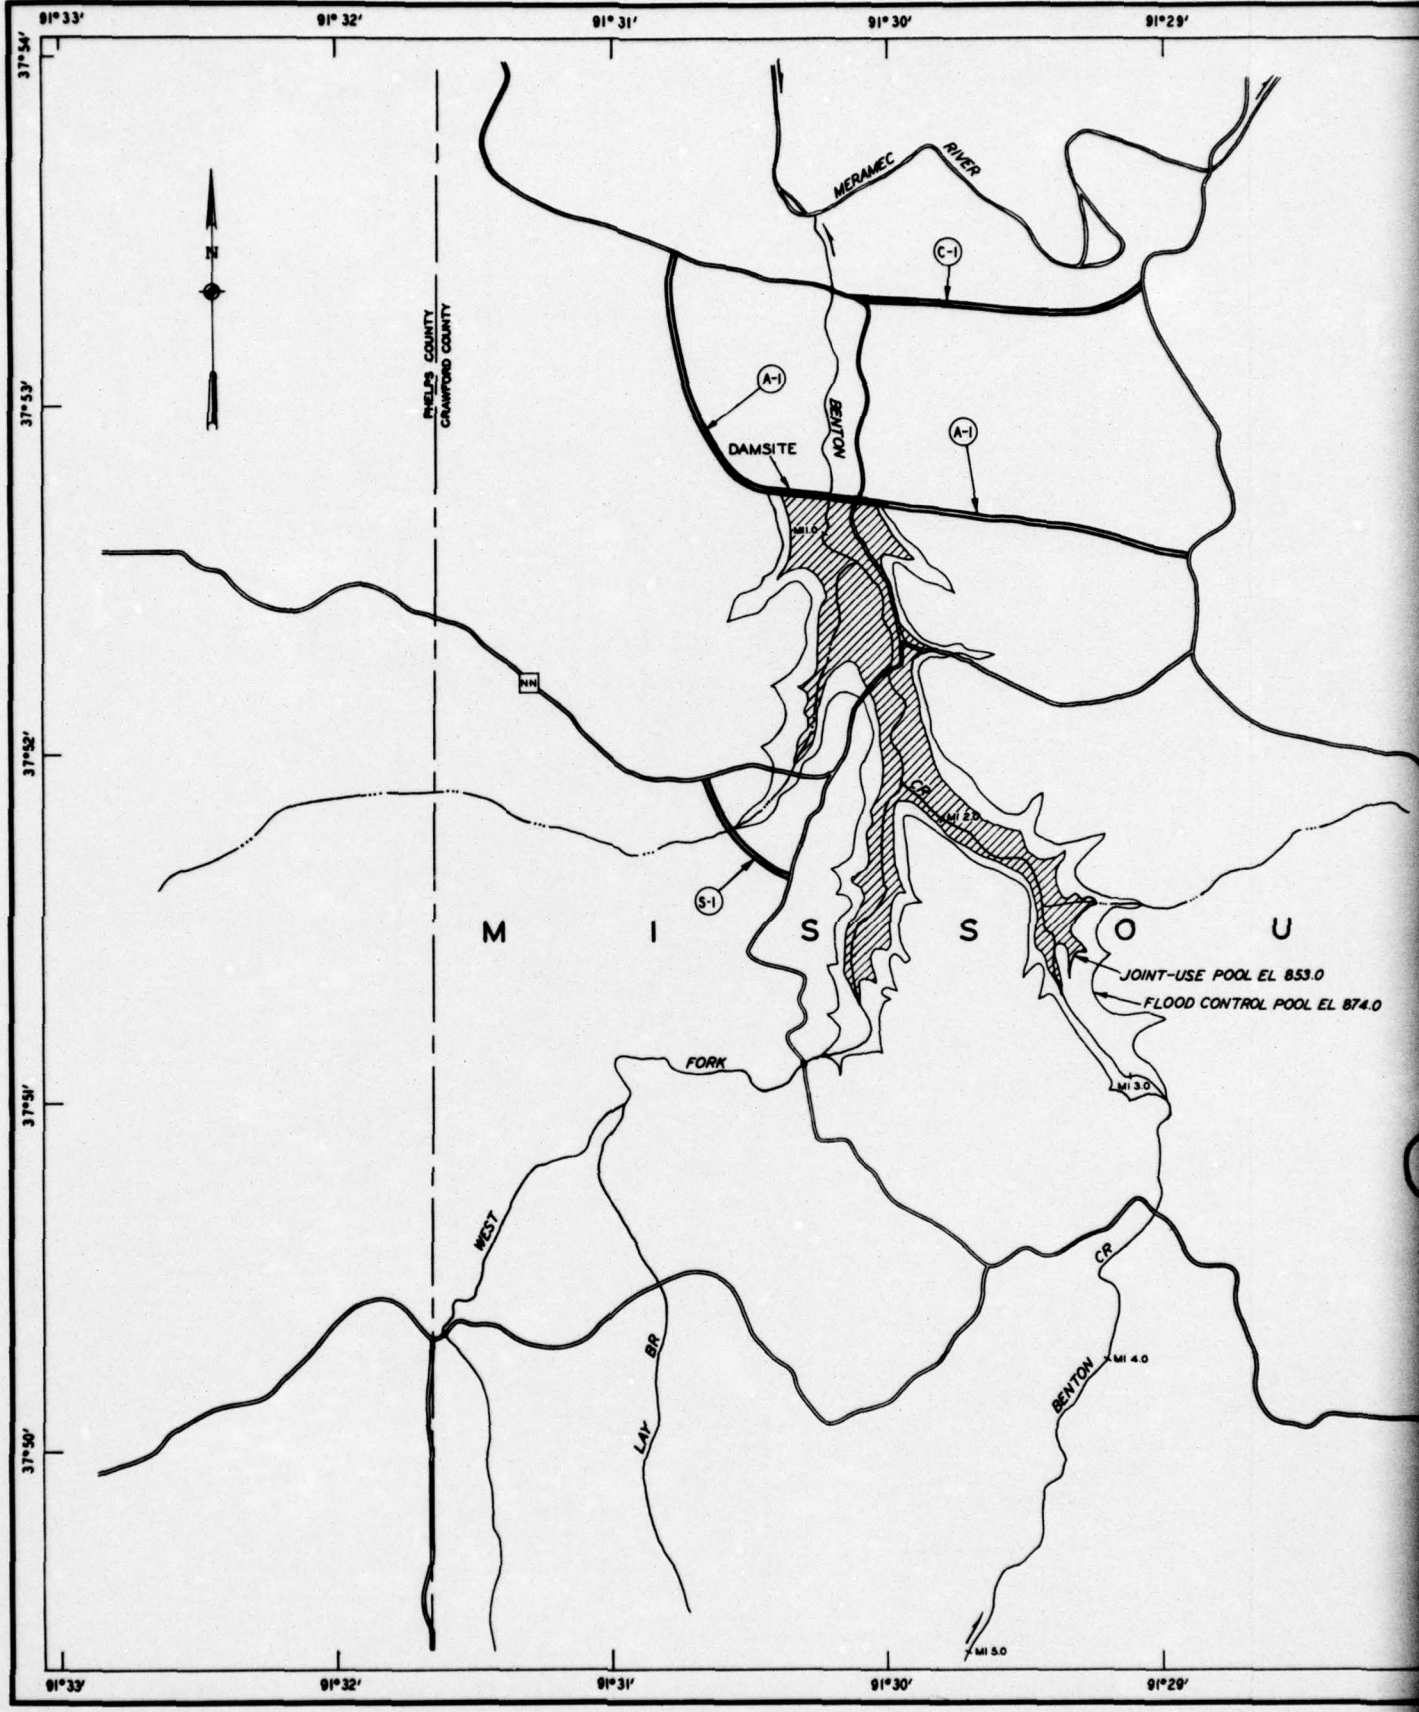 91°33' 91°32' 91°31' 91°30' 91°29'
37°54'
MERAMEC RIVER
N
C-1
PHELPS COUNTY
CRAWFORD COUNTY
A-1
37°53'
BENTON
A-1
DAMSITE
MI 1.0
NN
37°52'
CR
MI 2.0
S-1
M I S S O U
JOINT-USE POOL EL 853.0
FLOOD CONTROL POOL EL 874.0
FORK
MI 3.0
37°51'
WEST
CR
BR
MI 4.0
BENTON
LAY
37°50'
MI 5.0
91°33' 91°32' 91°31' 91°30' 91°29'